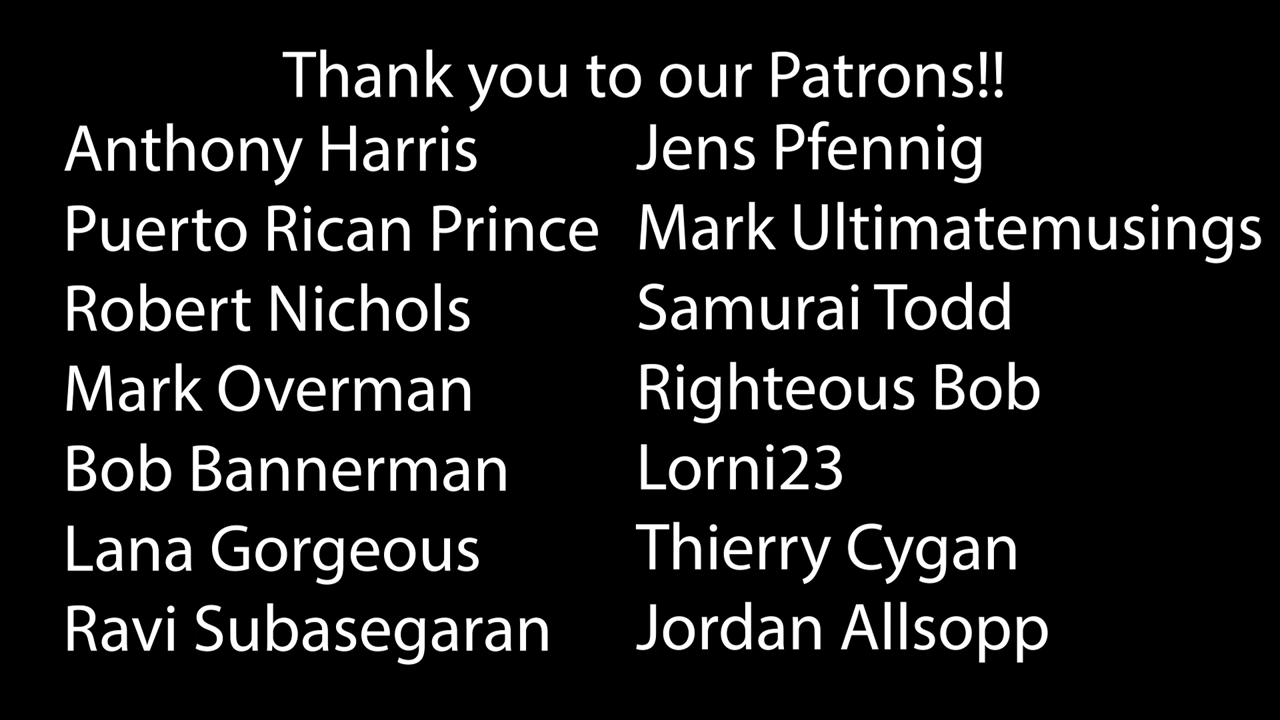 Thank you to our Patrons!!
Anthony Harris
Puerto Rican Prince
Robert Nichols
Mark Overman
Bob Bannerman
Lana Gorgeous
Ravi Subasegaran
Jens Pfennig
Mark Ultimatemusings
Samurai Todd
Righteous Bob
Lorni23
Thierry Cygan
Jordan Allsopp